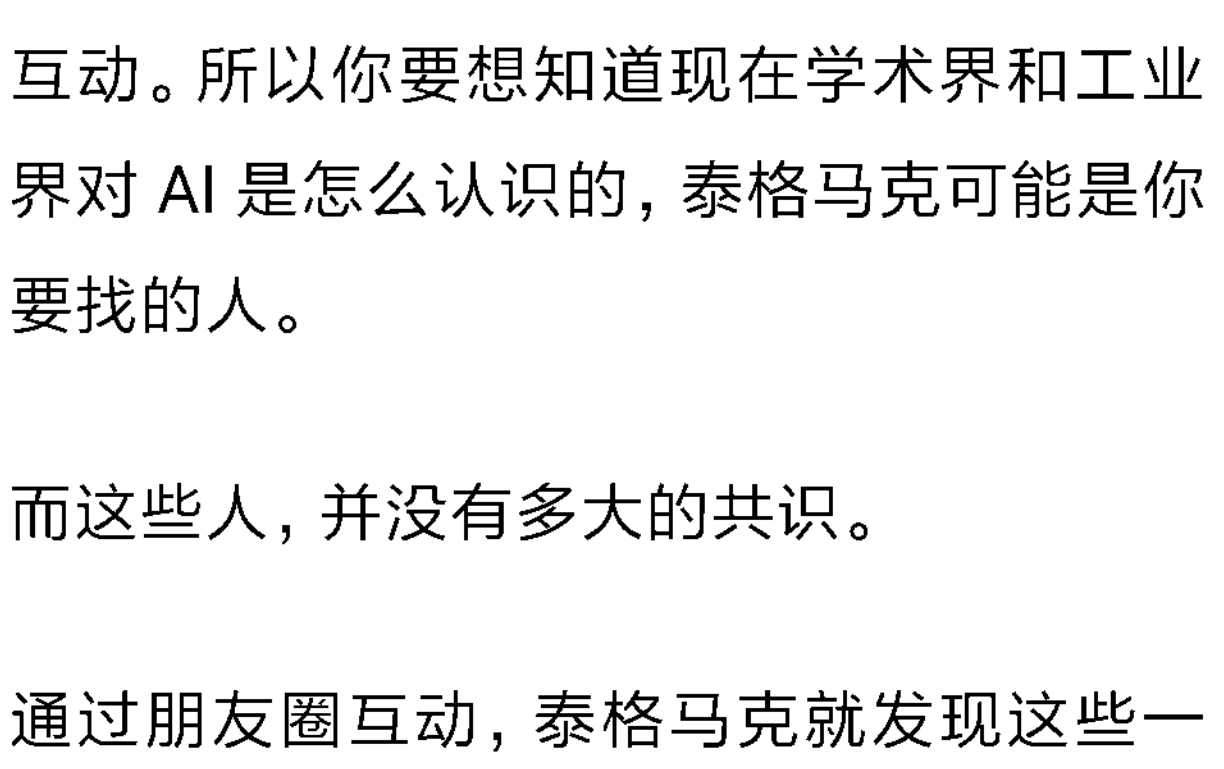 互动。所以你要想知道现在学术界和工业
界对 AI 是怎么认识的，泰格马克可能是你
要找的人。
而这些人，并没有多大的共识。
通过朋友圈互动，泰格马克就发现这些一